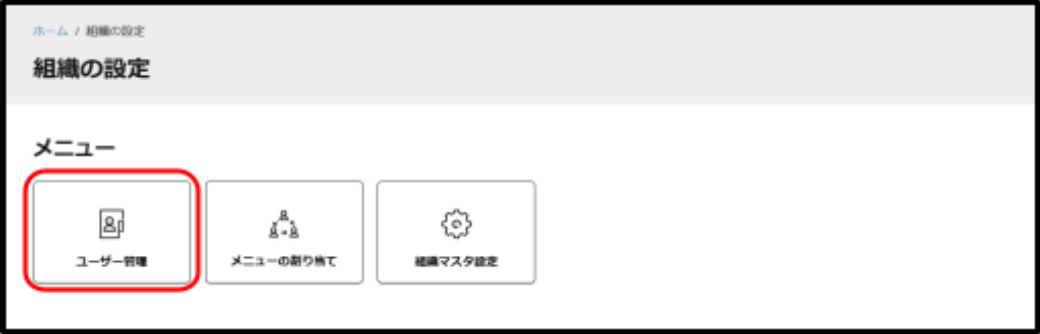 ホーム / 組織の設定
組織の設定
メニュー
ユーザー管理
メニューの割り当て
組織マスタ設定